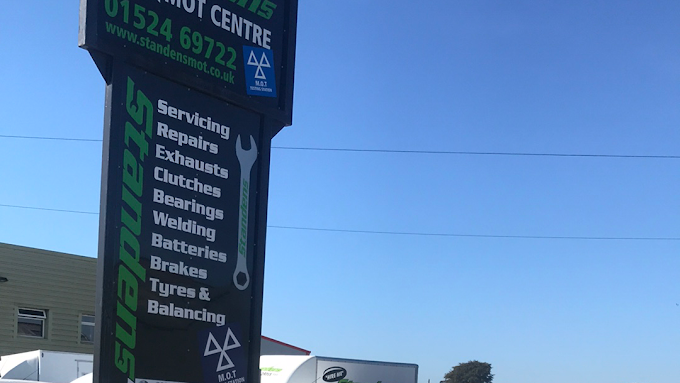 MOT CENTRE
01524 69722
www.standensmot.co.uk
M.O.T
Standens
Servicing
Repairs
Exhausts
Clutches
Bearings
Welding
Batteries
Brakes
Tyres &
Balancing
standens
M.O.T